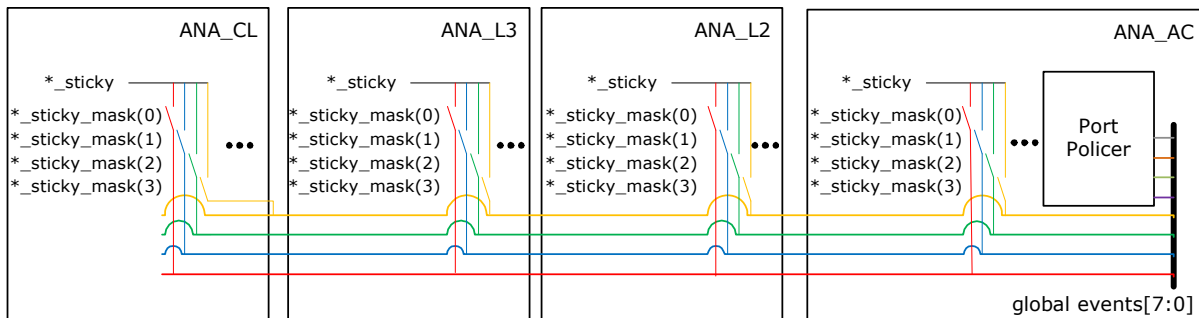 ANA_CL
*_sticky
*_sticky_mask(0)
*_sticky_mask(1)
*_sticky_mask(2)
*_sticky_mask(3)
ANA_L3
*_sticky
*_sticky_mask(0)
*_sticky_mask(1)
*_sticky_mask(2)
*_sticky_mask(3)
ANA_L2
*_sticky
*_sticky_mask(0)
*_sticky_mask(1)
*_sticky_mask(2)
*_sticky_mask(3)
ANA_AC
*_sticky
*_sticky_mask(0)
*_sticky_mask(1)
*_sticky_mask(2)
*_sticky_mask(3)
Port
Policer
global events[7:0]